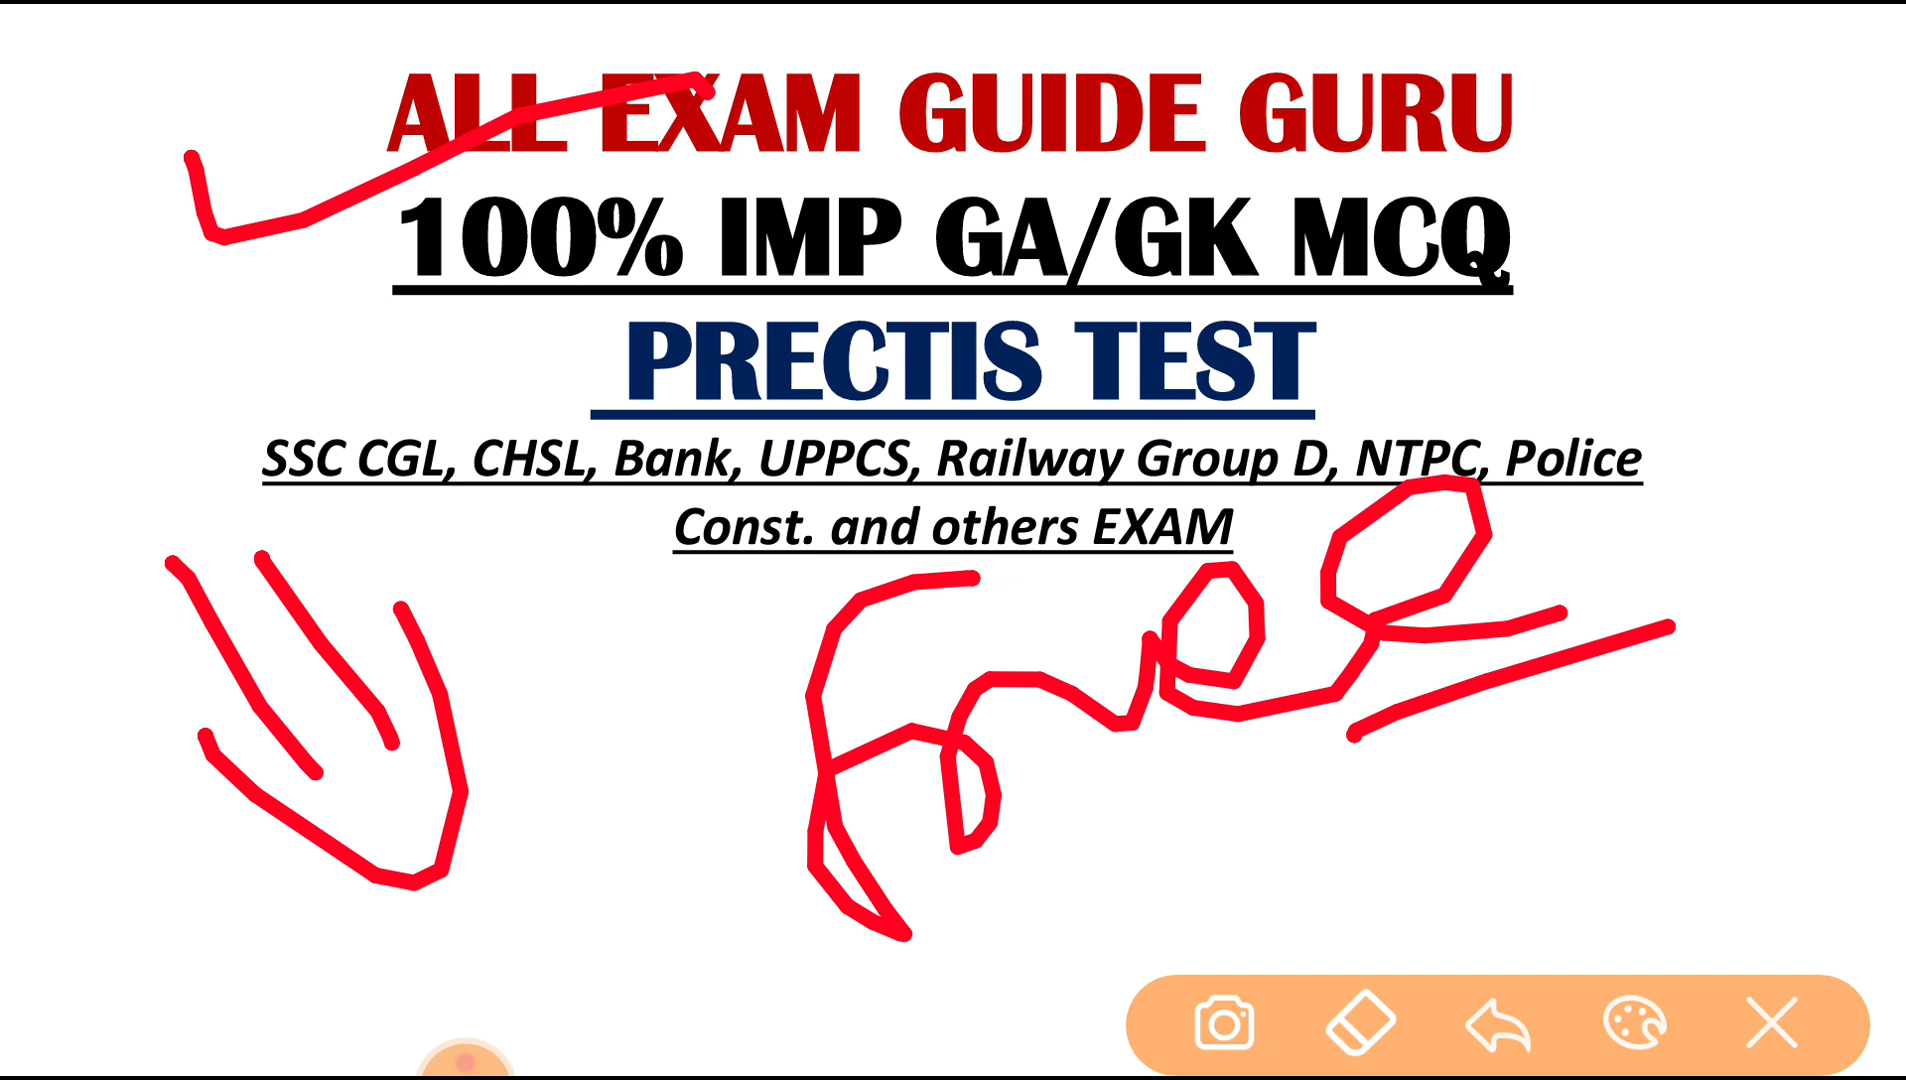 ALL EXAM GUIDE GURU
100% IMP GA/GK MCQ
PRECTIS TEST
SSC CGL, CHSL, Bank, UPPCS, Railway Group D, NTPC, Police
Const. and others EXAM
Free